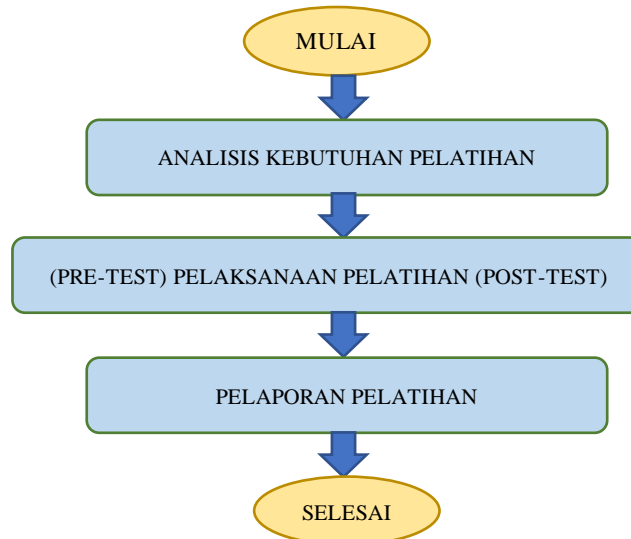 MULAI
ANALISIS KEBUTUHAN PELATIHAN
(PRE-TEST) PELAKSANAAN PELATIHAN (POST-TEST)
PELAPORAN PELATIHAN
SELESAI